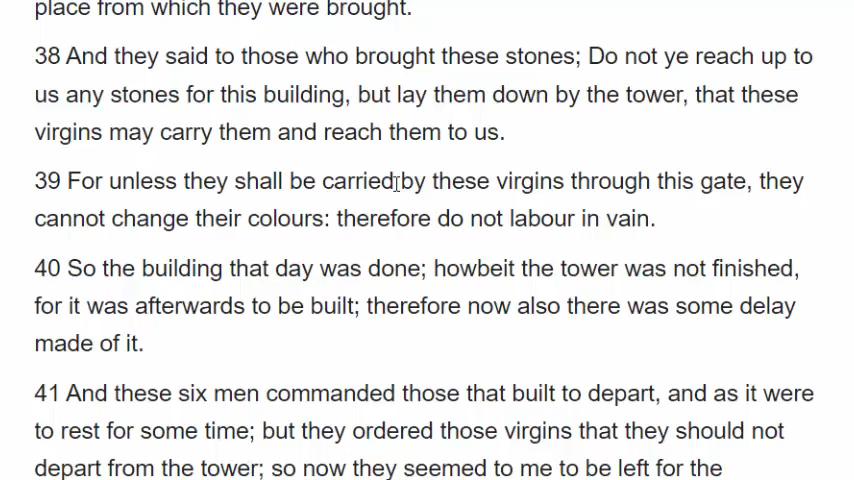 place from which they were brought.
38 And they said to those who brought these stones; Do not ye reach up to
us any stones for this building, but lay them down by the tower, that these
virgins may carry them and reach them to us.
39 For unless they shall be carried by these virgins through this gate, they
cannot change their colours: therefore do not labour in vain.
40 So the building that day was done; howbeit the tower was not finished,
for it was afterwards to be built; therefore now also there was some delay
made of it.
41 And these six men commanded those that built to depart, and as it were
to rest for some time; but they ordered those virgins that they should not
depart from the tower; so now they seemed to me to be left for the